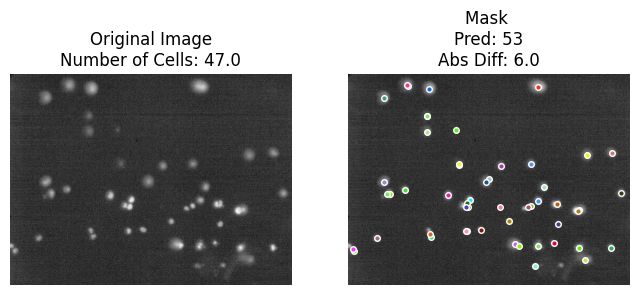 Original Image
Number of Cells: 47.0
Mask
Pred: 53
Abs Diff: 6.0